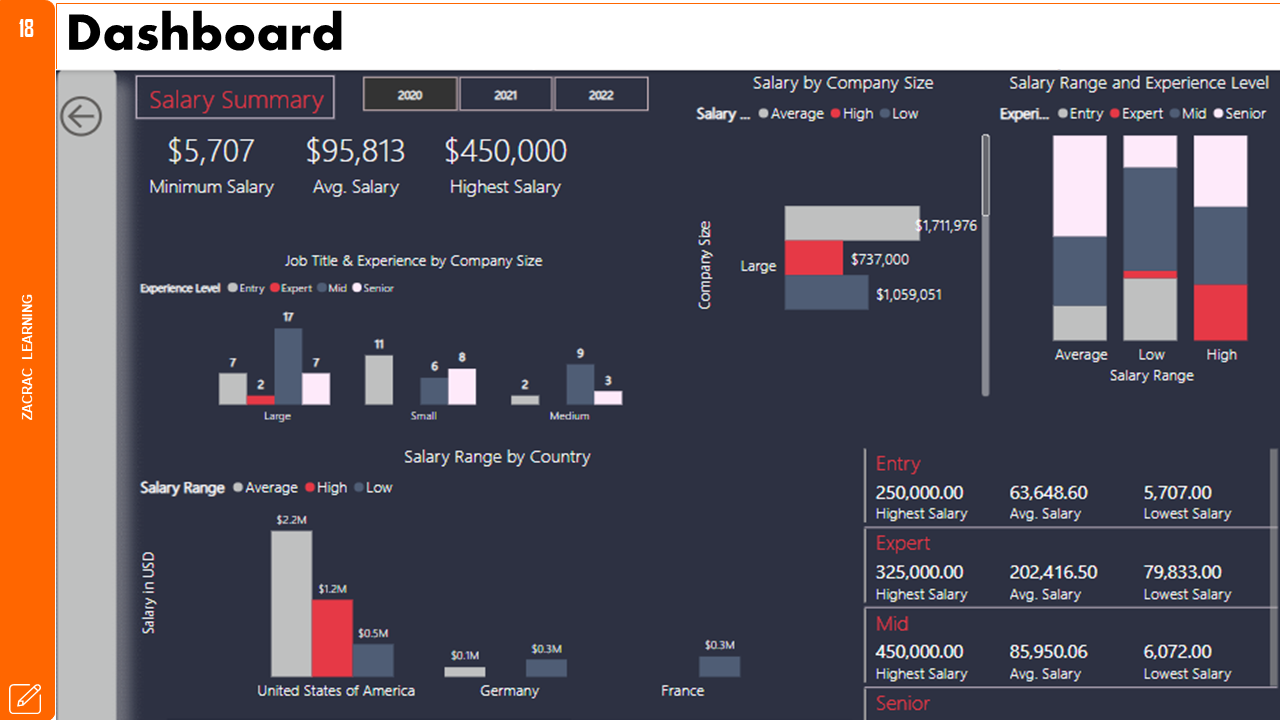 18
Dashboard
ZACRAC LEARNING
Salary Summary
2020 2021 2022
$5,707 $95,813 $450,000
Minimum Salary Avg. Salary Highest Salary
Job Title & Experience by Company Size
Experience Level Entry Expert Mid Senior
7 2 17 7 11 6 8 2 9 3
Large Small Medium
Salary by Company Size
Salary ... Average High Low
Company Size
Large
$1,711,976
$737,000
$1,059,051
Salary Range and Experience Level
Experi... Entry Expert Mid Senior
Average Low High
Salary Range
Salary Range by Country
Salary Range Average High Low
Salary in USD
$2.2M $1.2M $0.5M $0.1M $0.3M $0.3M
United States of America Germany France
Entry
250,000.00 63,648.60 5,707.00
Highest Salary Avg. Salary Lowest Salary
Expert
325,000.00 202,416.50 79,833.00
Highest Salary Avg. Salary Lowest Salary
Mid
450,000.00 85,950.06 6,072.00
Highest Salary Avg. Salary Lowest Salary
Senior